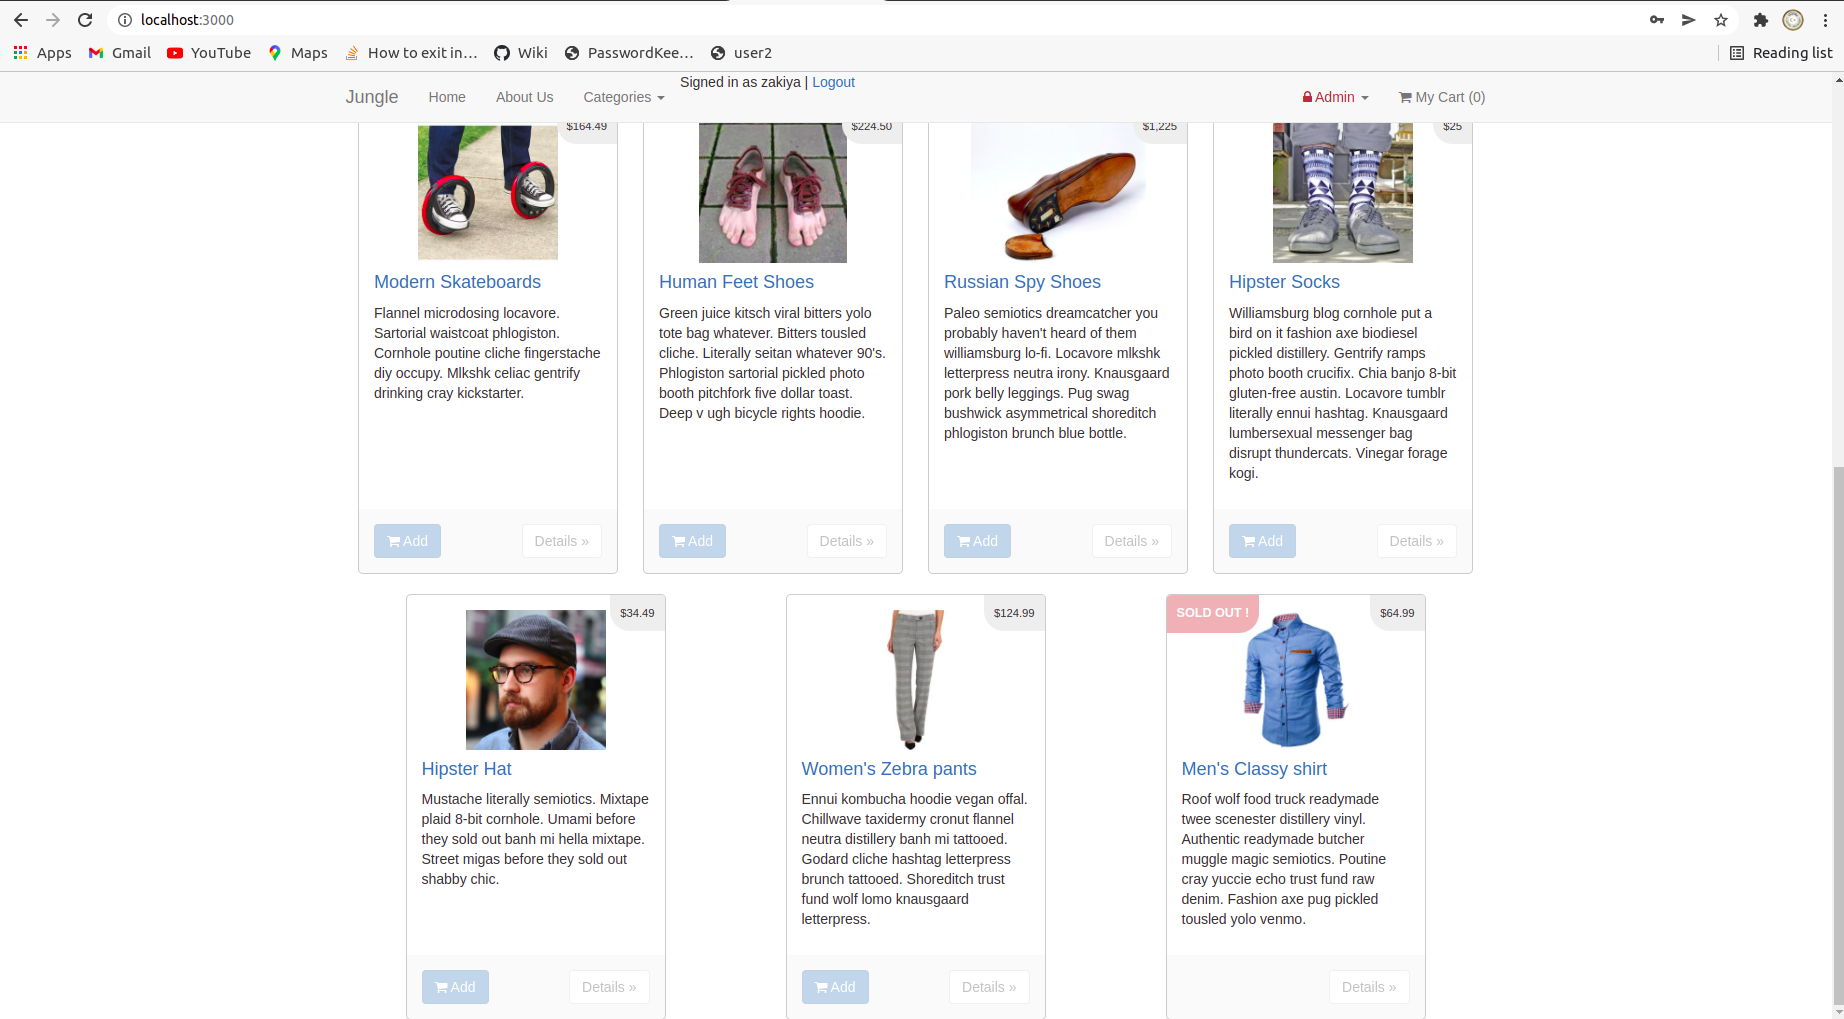 localhost:3000
Apps Gmail YouTube Maps How to exit in… Wiki PasswordKee… user2 Reading list
Signed in as zakiya | Logout
Jungle Home About Us Categories Admin My Cart (0)
$164.49 $224.50 $1,225 $25
Modern Skateboards
Flannel microdosing locavore.
Sartorial waistcoat phlogiston.
Cornhole poutine cliche fingerstache
diy occupy. Mlkshk celiac gentrify
drinking cray kickstarter.
Add Details »
Human Feet Shoes
Green juice kitsch viral bitters yolo
tote bag whatever. Bitters tousled
cliche. Literally seitan whatever 90's.
Phlogiston sartorial pickled photo
booth pitchfork five dollar toast.
Deep v ugh bicycle rights hoodie.
Add Details »
Russian Spy Shoes
Paleo semiotics dreamcatcher you
probably haven't heard of them
williamsburg lo-fi. Locavore mlkshk
letterpress neutra irony. Knausgaard
pork belly leggings. Pug swag
bushwick asymmetrical shoreditch
phlogiston brunch blue bottle.
Add Details »
Hipster Socks
Williamsburg blog cornhole put a
bird on it fashion axe biodiesel
pickled distillery. Gentrify ramps
photo booth crucifix. Chia banjo 8-bit
gluten-free austin. Locavore tumblr
literally ennui hashtag. Knausgaard
lumbersexual messenger bag
disrupt thundercats. Vinegar forage
kogi.
Add Details »
$34.49
Hipster Hat
Mustache literally semiotics. Mixtape
plaid 8-bit cornhole. Umami before
they sold out banh mi hella mixtape.
Street migas before they sold out
shabby chic.
Add Details »
$124.99
Women's Zebra pants
Ennui kombucha hoodie vegan offal.
Chillwave taxidermy cronut flannel
neutra distillery banh mi tattooed.
Godard cliche hashtag letterpress
brunch tattooed. Shoreditch trust
fund wolf lomo knausgaard
letterpress.
Add Details »
SOLD OUT ! $64.99
Men's Classy shirt
Roof wolf food truck readymade
twee scenester distillery vinyl.
Authentic readymade butcher
muggle magic semiotics. Poutine
cray yuccie echo trust fund raw
denim. Fashion axe pug pickled
tousled yolo venmo.
Details »